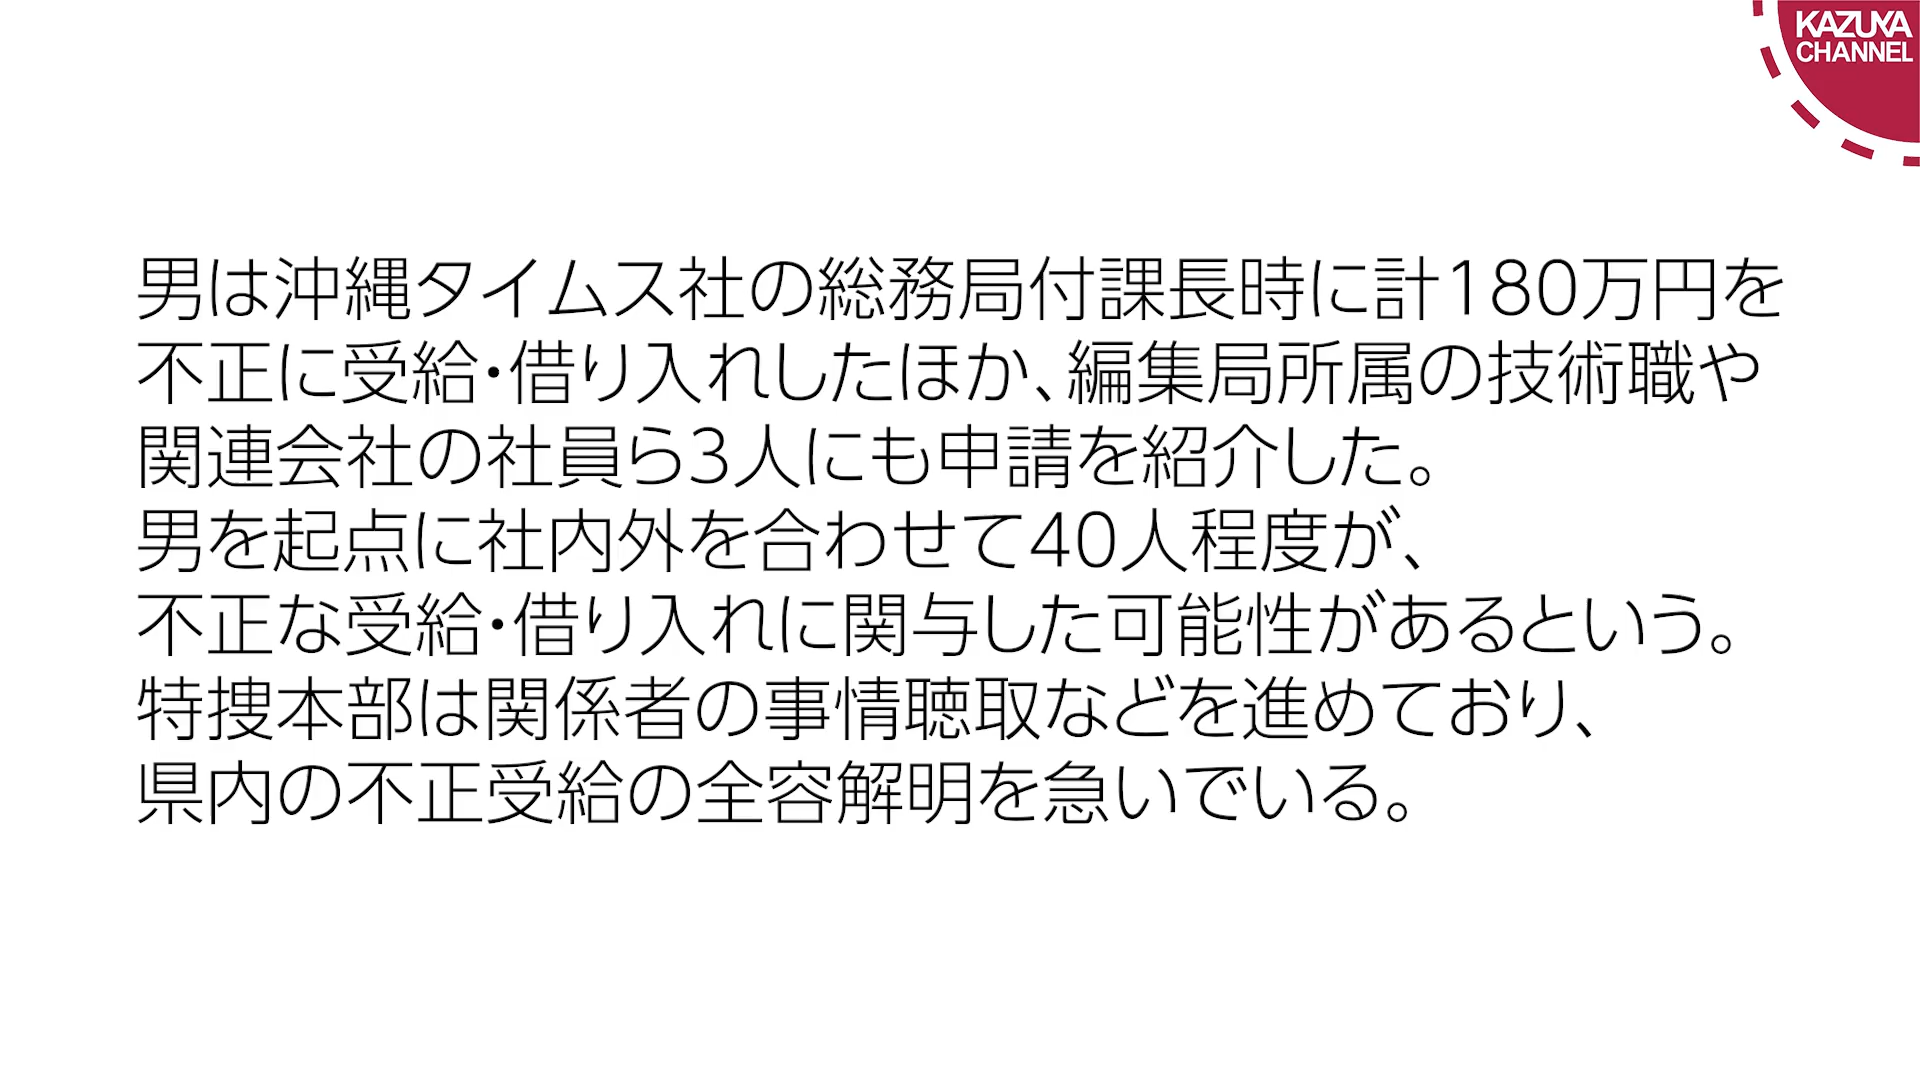 KAZUYA
CHANNEL
男は沖縄タイムス社の総務局付課長時に計180万円を
不正に受給・借り入れしたほか、編集局所属の技術職や
関連会社の社員ら3人にも申請を紹介した。
男を起点に社内外を合わせて40人程度が、
不正な受給・借り入れに関与した可能性があるという。
特捜本部は関係者の事情聴取などを進めており、
県内の不正受給の全容解明を急いでいる。